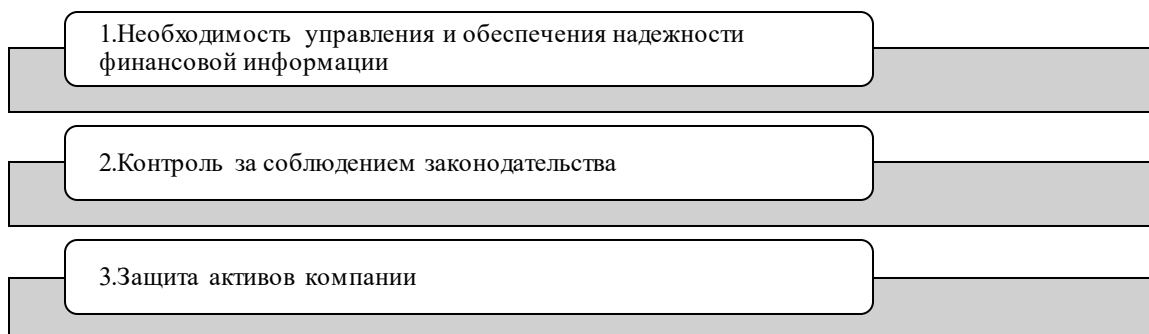 1.Необходимость управления и обеспечения надежности
финансовой информации
2.Контроль за соблюдением законодательства
3.Защита активов компании